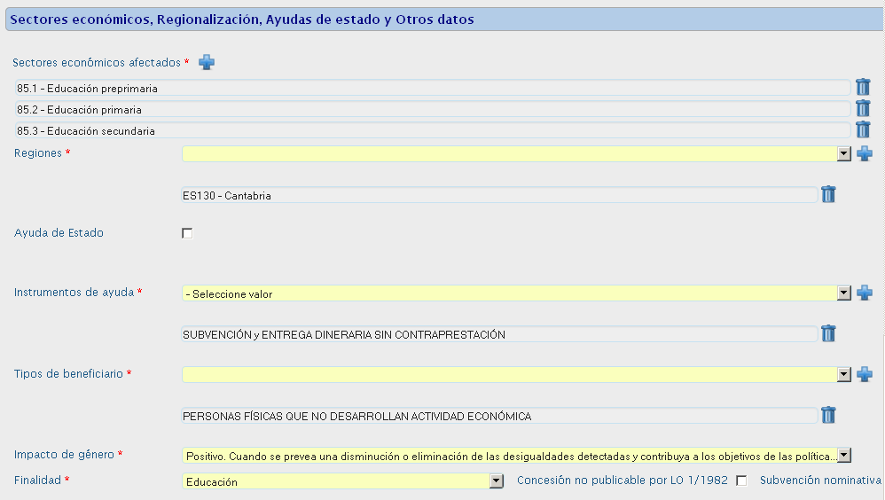 Sectores económicos, Regionalización, Ayudas de estado y Otros datos
Sectores económicos afectados *
85.1 - Educación preprimaria
85.2 - Educación primaria
85.3 - Educación secundaria
Regiones *
ES130 - Cantabria
Ayuda de Estado
Instrumentos de ayuda * - Seleccione valor
SUBVENCIÓN y ENTREGA DINERARIA SIN CONTRAPRESTACIÓN
Tipos de beneficiario *
PERSONAS FÍSICAS QUE NO DESARROLLAN ACTIVIDAD ECONÓMICA
Impacto de género * Positivo. Cuando se prevea una disminución o eliminación de las desigualdades detectadas y contribuya a los objetivos de las política...
Finalidad * Educación Concesión no publicable por LO 1/1982 Subvención nominativa